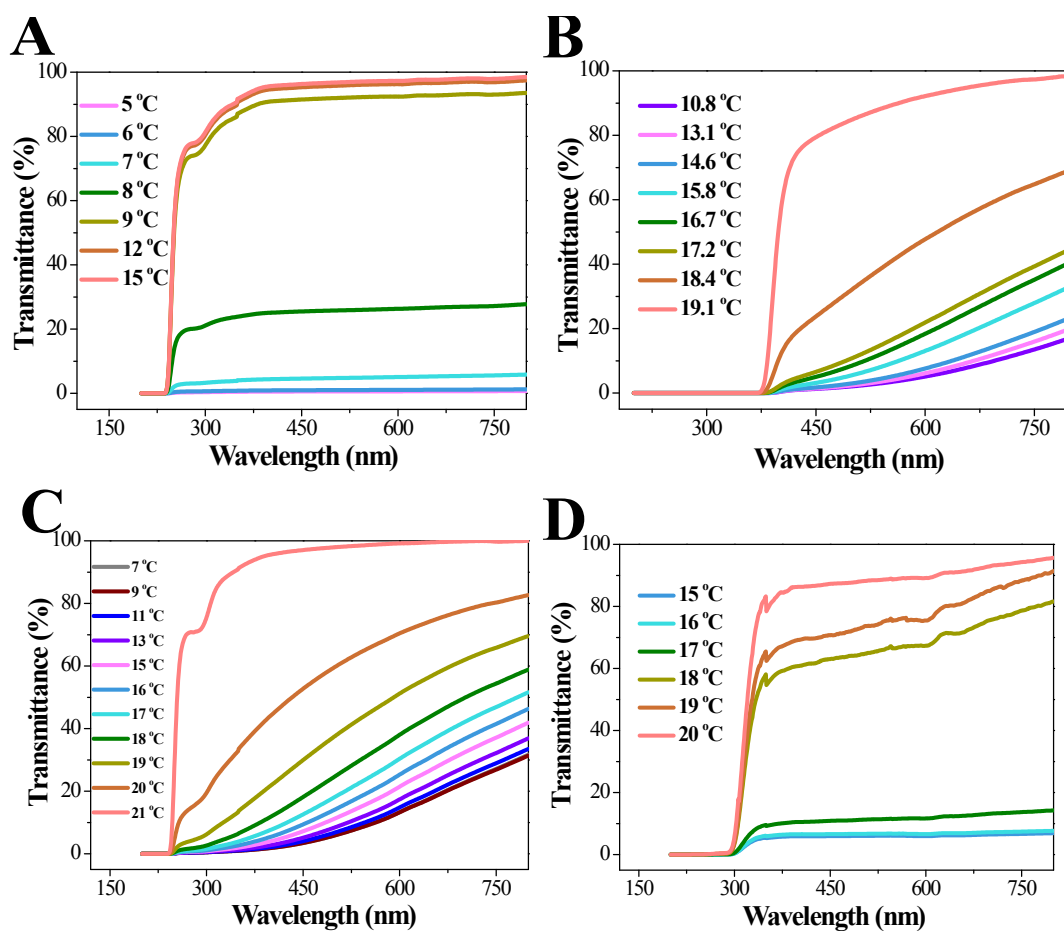 A
Transmittance (%)
100
80
60
40
20
0
5 °C
6 °C
7 °C
8 °C
9 °C
12 °C
15 °C
150 300 450 600 750
Wavelength (nm)
B
Transmittance (%)
100
80
60
40
20
0
10.8 °C
13.1 °C
14.6 °C
15.8 °C
16.7 °C
17.2 °C
18.4 °C
19.1 °C
300 450 600 750
Wavelength (nm)
C
Transmittance (%)
100
80
60
40
20
0
7 °C
9 °C
11 °C
13 °C
15 °C
16 °C
17 °C
18 °C
19 °C
20 °C
21 °C
150 300 450 600 750
Wavelength (nm)
D
Transmittance (%)
100
80
60
40
20
0
15 °C
16 °C
17 °C
18 °C
19 °C
20 °C
150 300 450 600 750
Wavelength (nm)